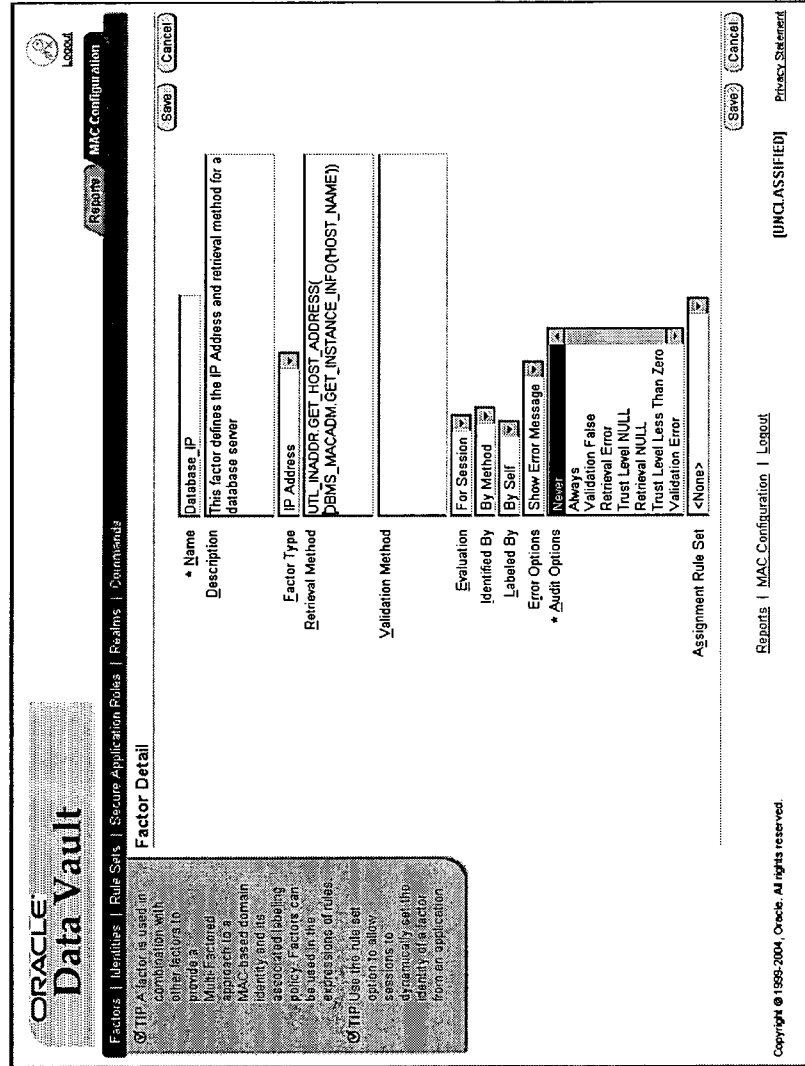 ORACLE
Data Vault
Logout
Reports
MAC Configuration
Factors | Identities | Rule Sets | Secure Application Roles | Realms | Commands
TIP A factor is used in
combination with
other factors to
provide a
Multi-Factored
approach to a
MAC-based domain
identity and its
associated labeling
policy. Factors can
be used in the
expressions of rules.
TIP Use the rule set
option to allow
sessions to
dynamically set the
identity of a factor
from an application
Factor Detail
Save
Cancel
* Name Database_IP
Description This factor defines the IP Address and retrieval method for a
database server
Factor Type IP Address
Retrieval Method UTL_INADDR.GET_HOST_ADDRESS(
DBMS_MACADM.GET_INSTANCE_INFO('HOST_NAME'))
Validation Method
Evaluation For Session
Identified By By Method
Labeled By By Self
Error Options Show Error Message
* Audit Options Never
Always
Validation False
Retrieval Error
Trust Level NULL
Retrieval NULL
Trust Level Less Than Zero
Validation Error
Assignment Rule Set <None>
Save
Cancel
Reports | MAC Configuration | Logout
[UNCLASSIFIED]
Copyright © 1999-2004, Oracle. All rights reserved.
Privacy Statement